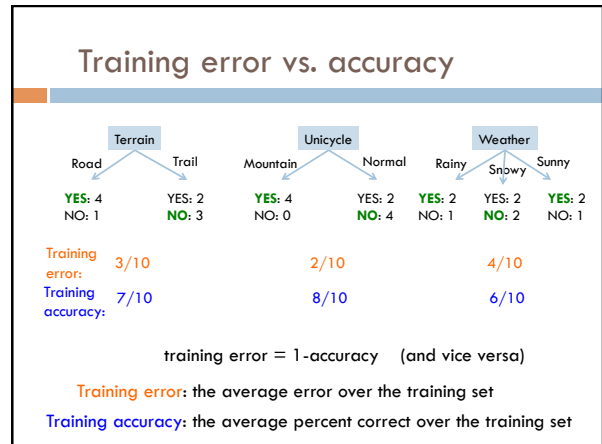 Training error vs. accuracy
Terrain Unicycle Weather
Road Trail Mountain Normal Rainy Snowy Sunny
YES: 4 YES: 2 YES: 4 YES: 2 YES: 2 YES: 2 YES: 2
NO: 1 NO: 3 NO: 0 NO: 4 NO: 1 NO: 2 NO: 1
Training
error: 3/10 2/10 4/10
Training
accuracy: 7/10 8/10 6/10
training error = 1-accuracy (and vice versa)
Training error: the average error over the training set
Training accuracy: the average percent correct over the training set